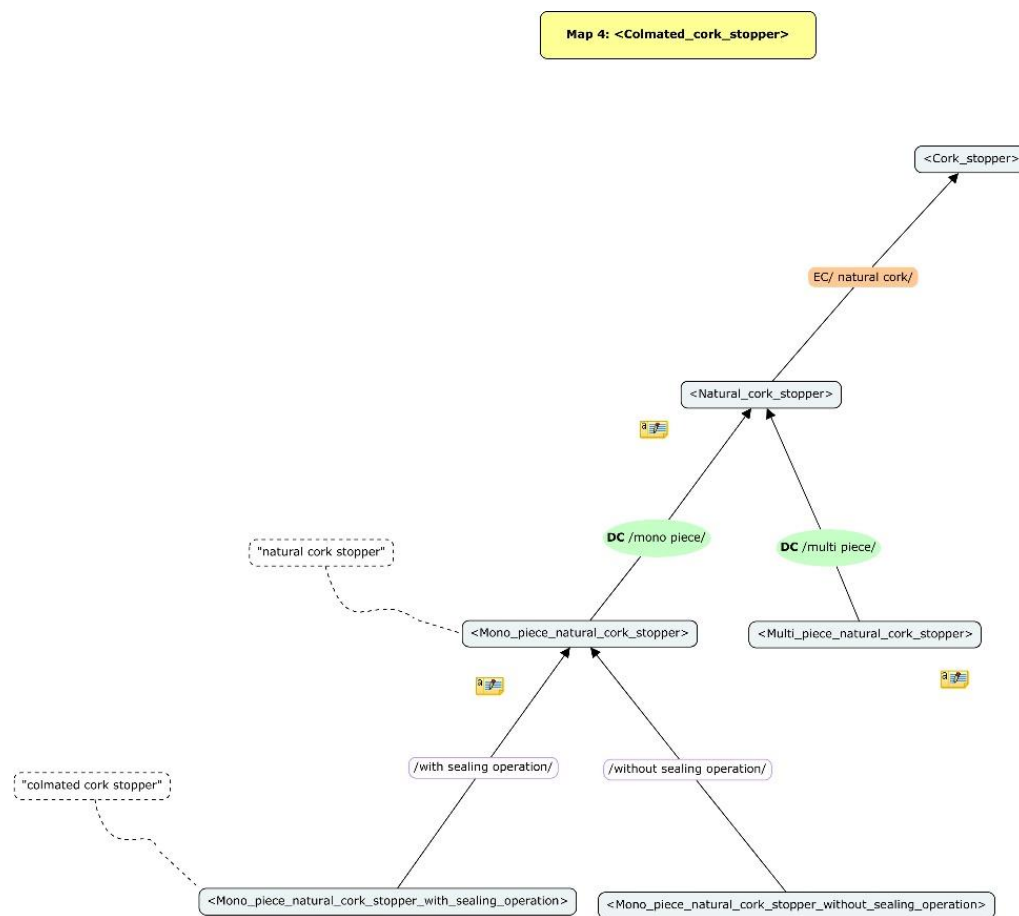 Map 4: <Colmated_cork_stopper>
<Cork_stopper>
EC/ natural cork/
<Natural_cork_stopper>
DC /mono piece/
DC /multi piece/
"natural cork stopper"
<Mono_piece_natural_cork_stopper>
<Multi_piece_natural_cork_stopper>
/with sealing operation/
/without sealing operation/
"colmated cork stopper"
<Mono_piece_natural_cork_stopper_with_sealing_operation>
<Mono_piece_natural_cork_stopper_without_sealing_operation>